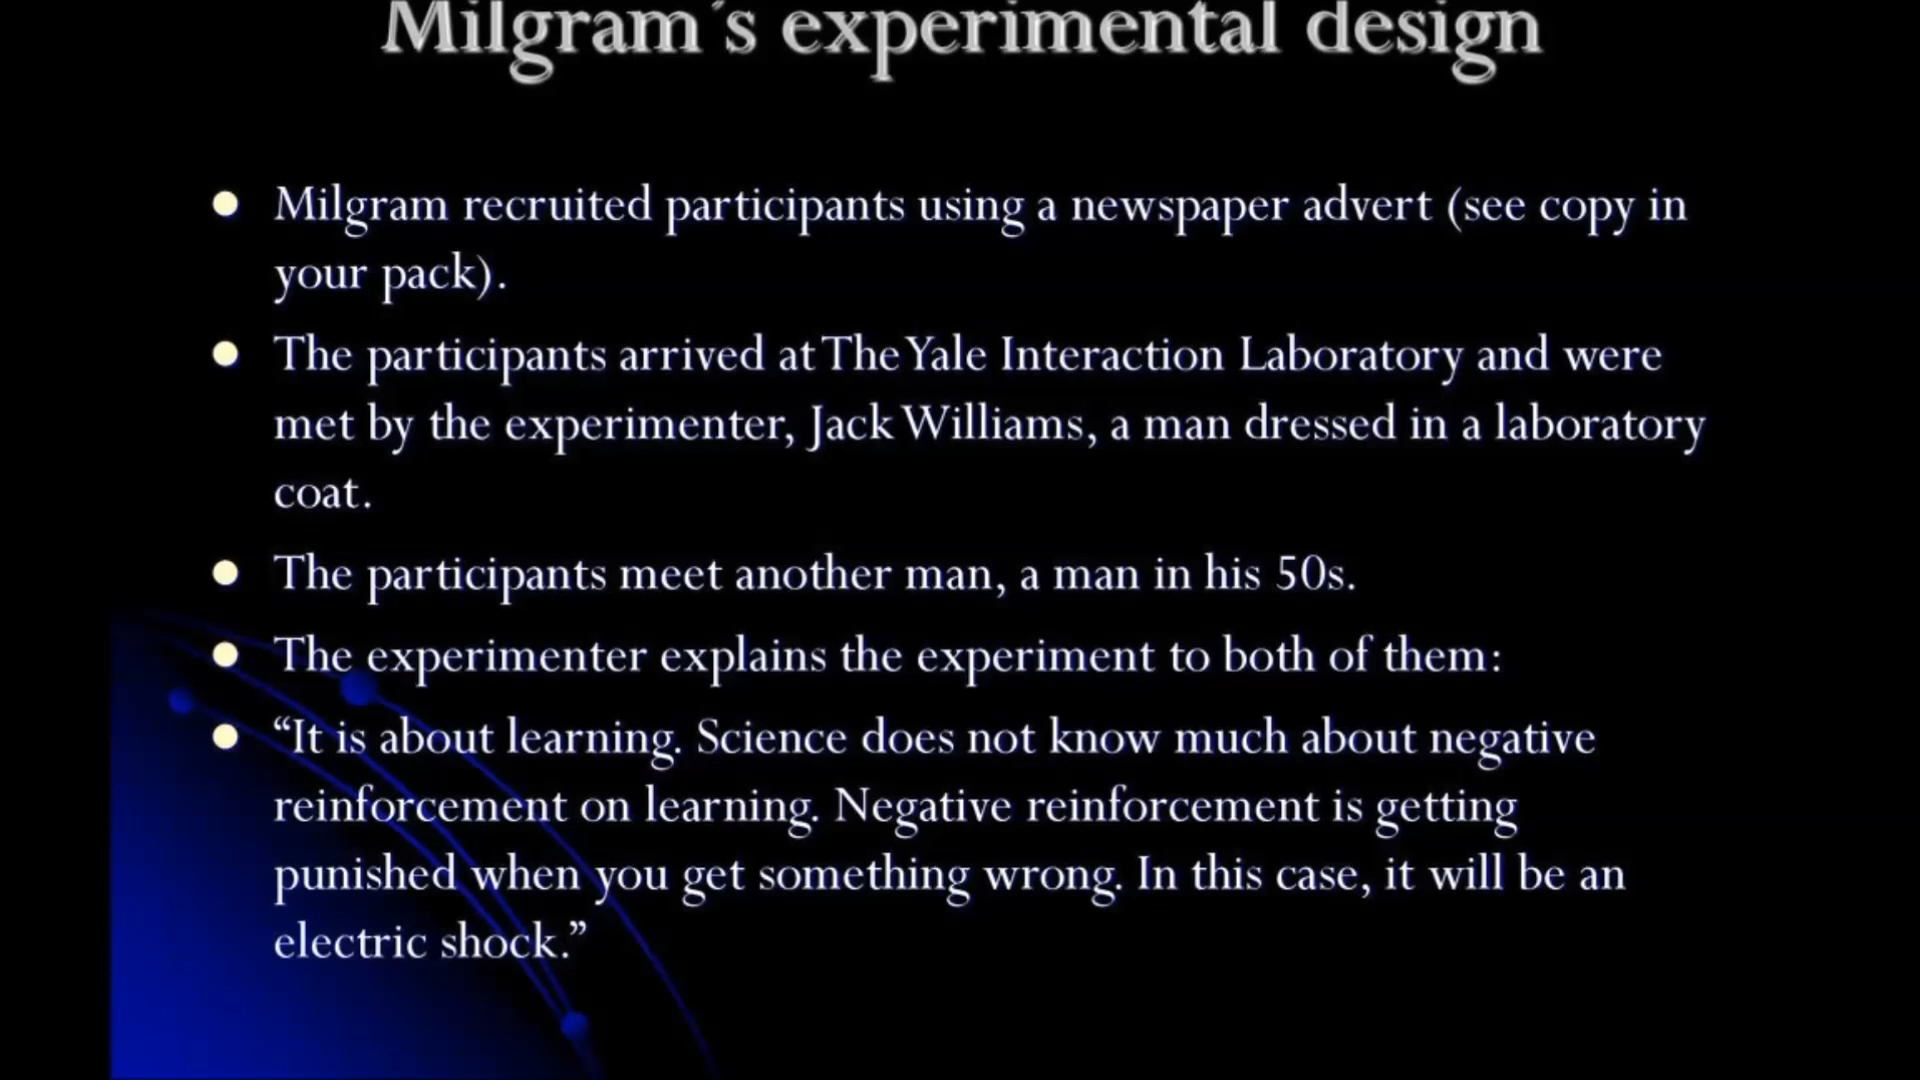 Milgram´s experimental design
Milgram recruited participants using a newspaper advert (see copy in
your pack).
The participants arrived at The Yale Interaction Laboratory and were
met by the experimenter, Jack Williams, a man dressed in a laboratory
coat.
The participants meet another man, a man in his 50s.
The experimenter explains the experiment to both of them:
“It is about learning. Science does not know much about negative
reinforcement on learning. Negative reinforcement is getting
punished when you get something wrong. In this case, it will be an
electric shock.”